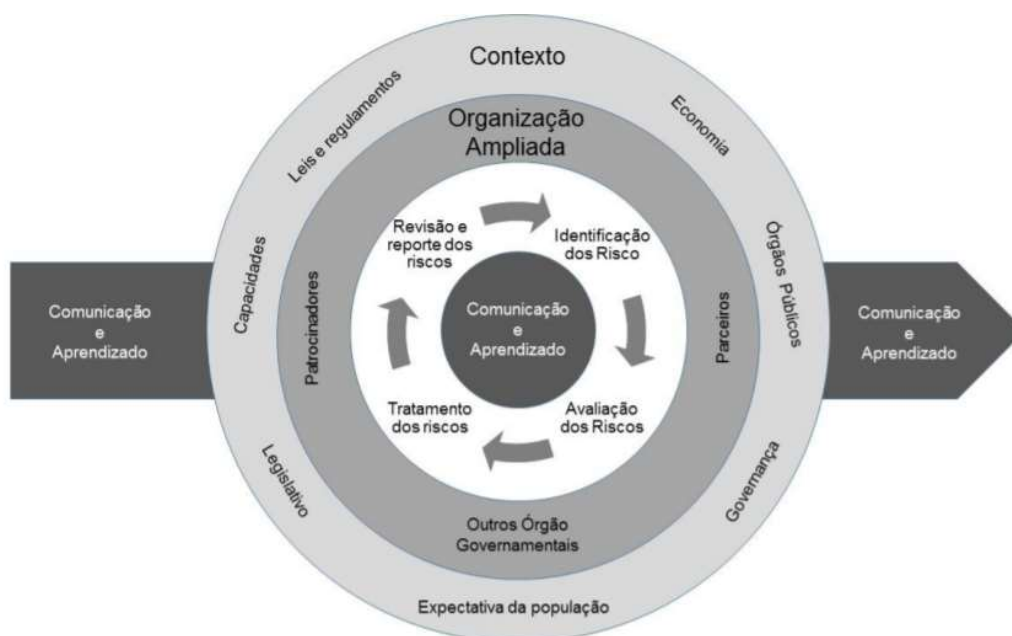 Contexto
Leis e regulamentos
Economia
Organização
Ampliada
Revisão e
reporte dos
riscos
Identificação
dos Risco
Capacidades
Órgãos Públicos
Patrocinadores
Parceiros
Comunicação
e
Aprendizado
Comunicação
e
Aprendizado
Comunicação
e
Aprendizado
Tratamento
dos riscos
Avaliação
dos Riscos
Legislativo
Governança
Outros Órgão
Governamentais
Expectativa da população